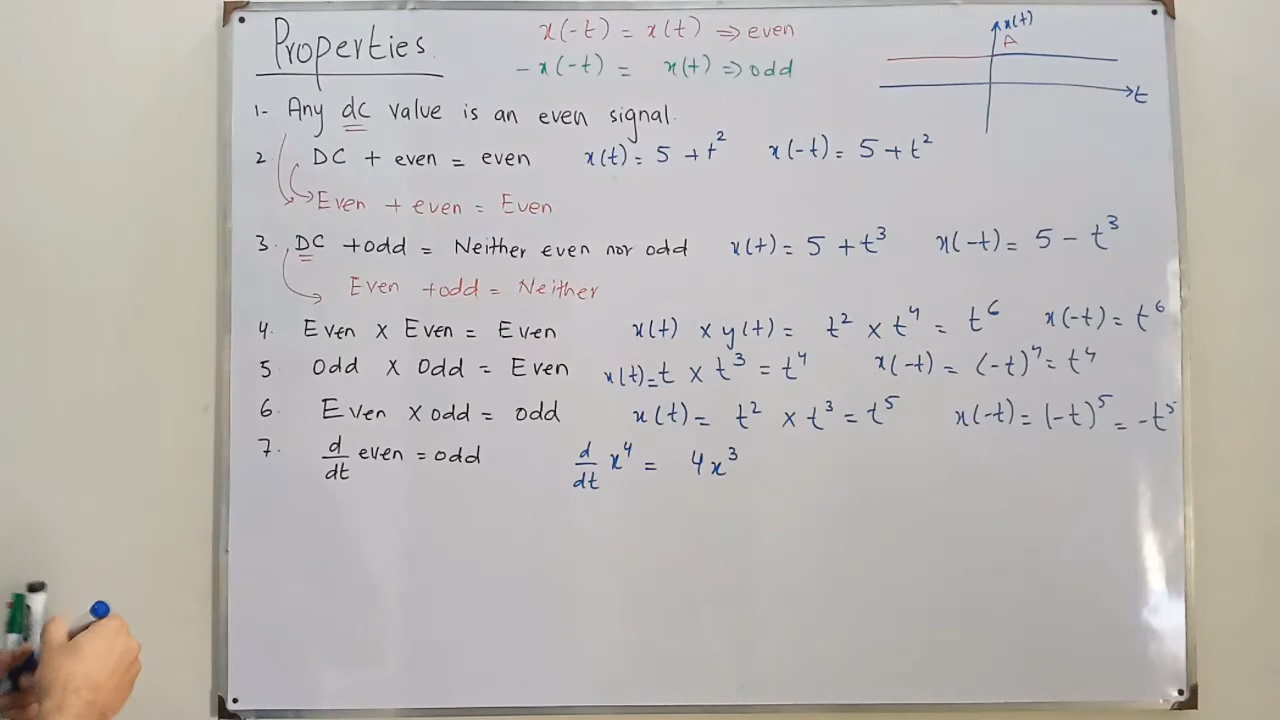 Properties.
x(-t) = x(t) ⇒ even
-x(-t) = x(t) ⇒ odd
x(t)
A
t
1- Any dc value is an even signal.
2. DC + even = even x(t) = 5 + t² x(-t) = 5 + t²
Even + even = Even
3. DC + odd = Neither even nor odd x(t) = 5 + t³ x(-t) = 5 - t³
Even + odd = Neither
4. Even × Even = Even x(t) × y(t) = t² × t⁴ = t⁶ x(-t) = t⁶
5. Odd × Odd = Even x(t) = t × t³ = t⁴ x(-t) = (-t)⁴ = t⁴
6. Even × odd = odd x(t) = t² × t³ = t⁵ x(-t) = (-t)⁵ = -t⁵
7. d/dt even = odd d/dt x⁴ = 4x³